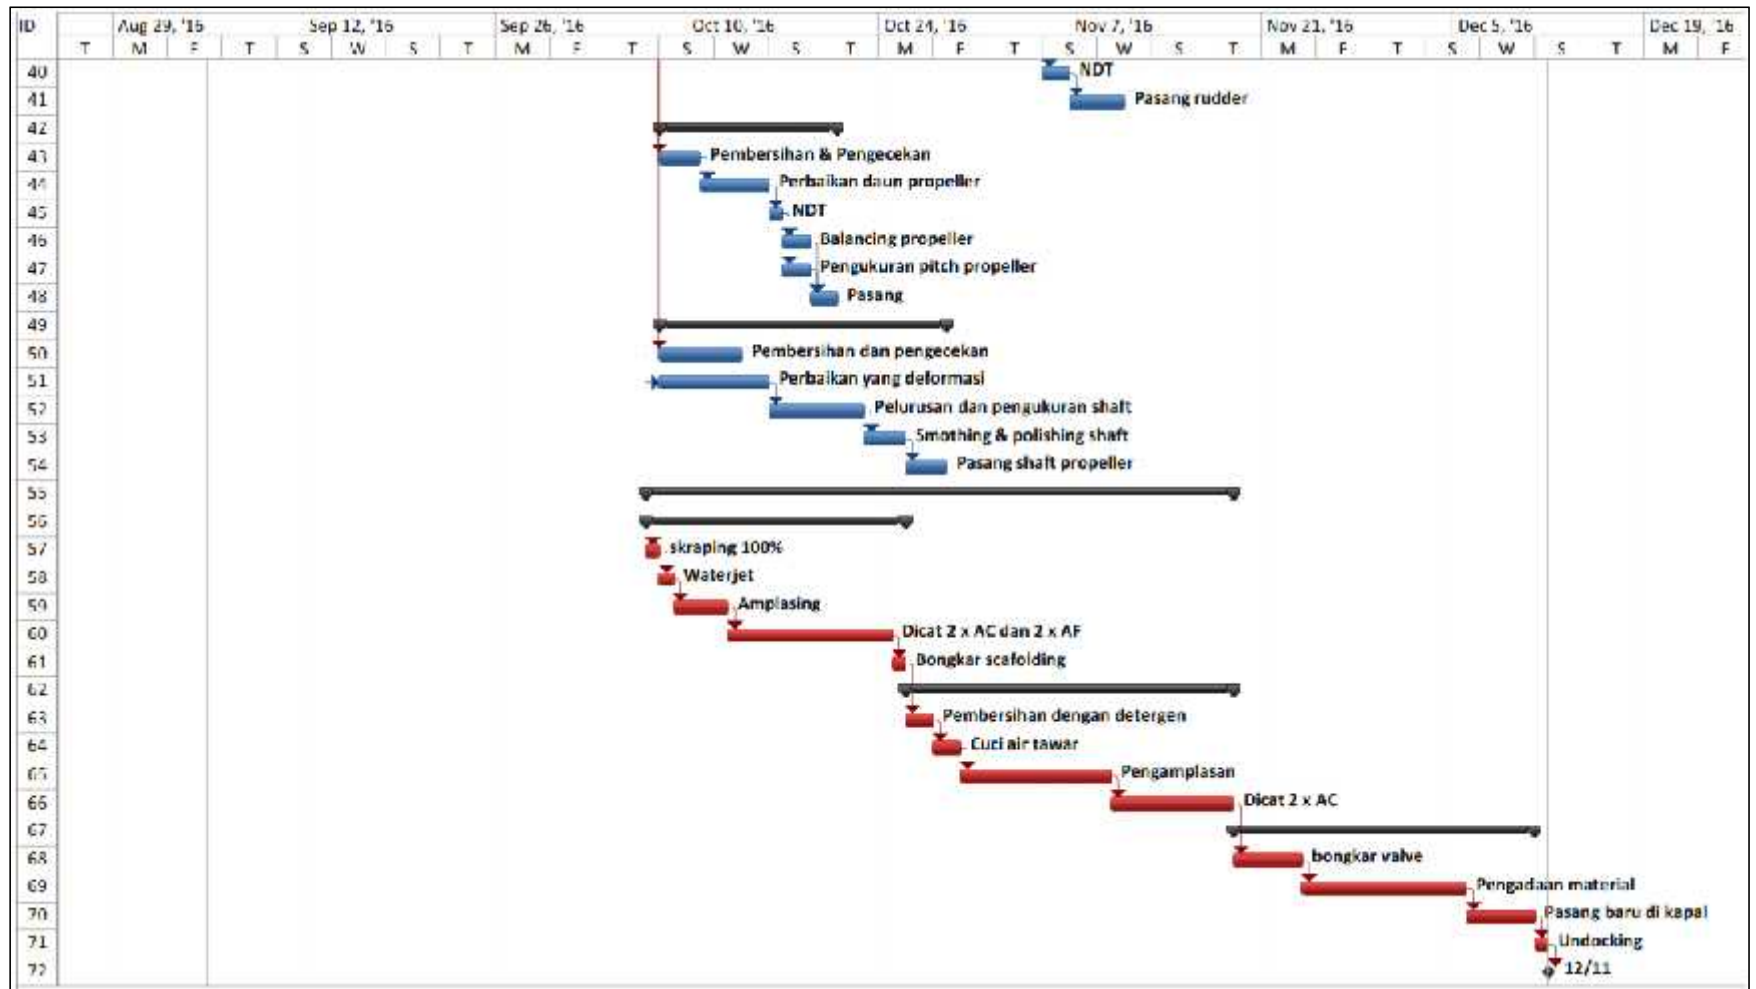 ID Aug 29, '16 Sep 12, '16 Sep 26, '16 Oct 10, '16 Oct 24, '16 Nov 7, '16 Nov 21, '16 Dec 5, '16 Dec 19, '16
T M F T S W S T M F T S W S T M F T S W S T M F T S W S T M F
40 NDT
41 Pasang rudder
42
43 Pembersihan & Pengecekan
44 Perbaikan daun propeller
45 NDT
46 Balancing propeller
47 Pengukuran pitch propeller
48 Pasang
49
50 Pembersihan dan pengecekan
51 Perbaikan yang deformasi
52 Pelurusan dan pengukuran shaft
53 Smothing & polishing shaft
54 Pasang shaft propeller
55
56
57 skraping 100%
58 Waterjet
59 Amplasing
60 Dicat 2 x AC dan 2 x AF
61 Bongkar scafolding
62
63 Pembersihan dengan detergen
64 Cuci air tawar
65 Pengamplasan
66 Dicat 2 x AC
67
68 bongkar valve
69 Pengadaan material
70 Pasang baru di kapal
71 Undocking
72 12/11